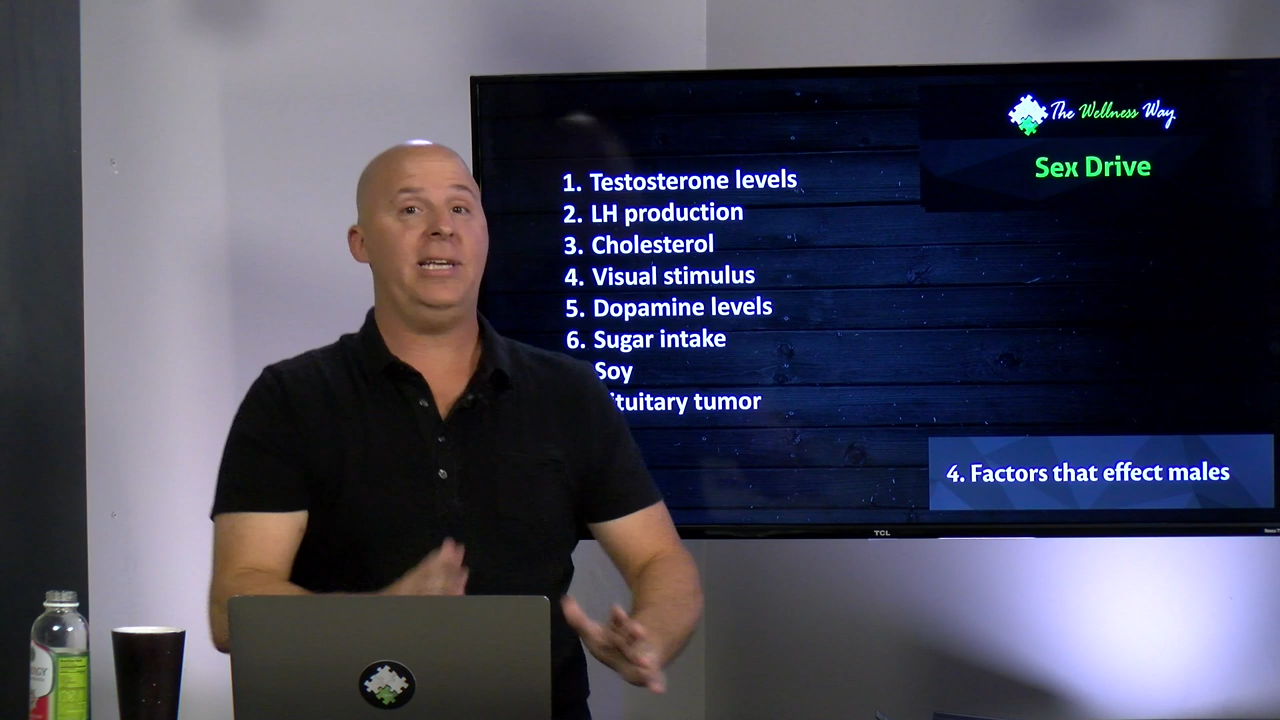 The Wellness Way
Sex Drive
1. Testosterone levels
2. LH production
3. Cholesterol
4. Visual stimulus
5. Dopamine levels
6. Sugar intake
Soy
ituitary tumor
4. Factors that effect males
TCL